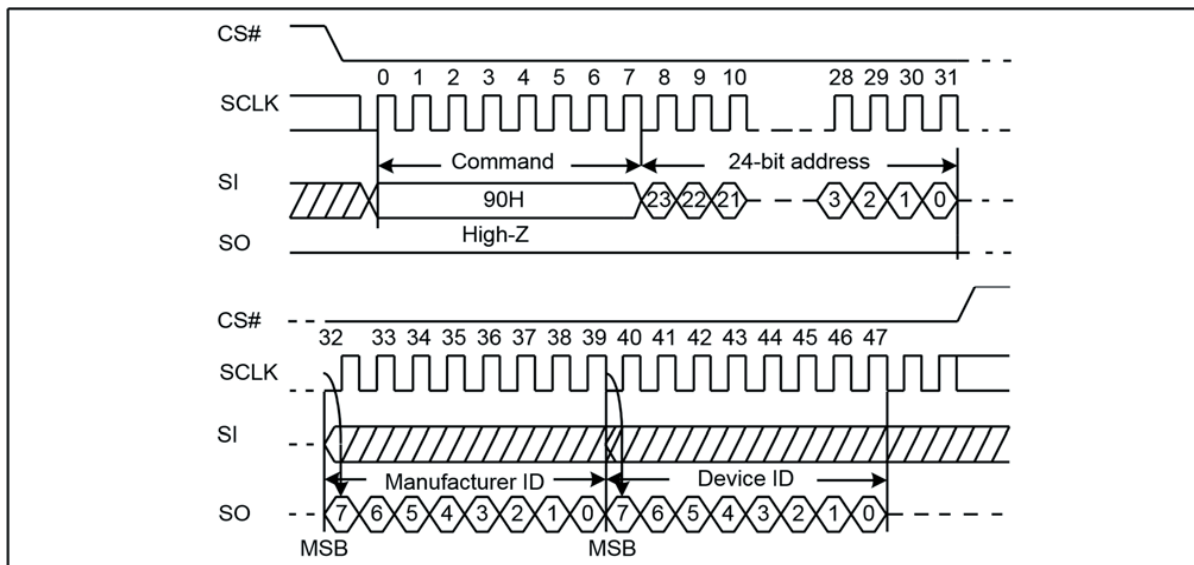 CS#
0 1 2 3 4 5 6 7 8 9 10 28 29 30 31
SCLK
Command 24-bit address
SI
90H 23 22 21 3 2 1 0
High-Z
SO
CS#
32 33 34 35 36 37 38 39 40 41 42 43 44 45 46 47
SCLK
SI
Manufacturer ID Device ID
SO 7 6 5 4 3 2 1 0 7 6 5 4 3 2 1 0
MSB MSB